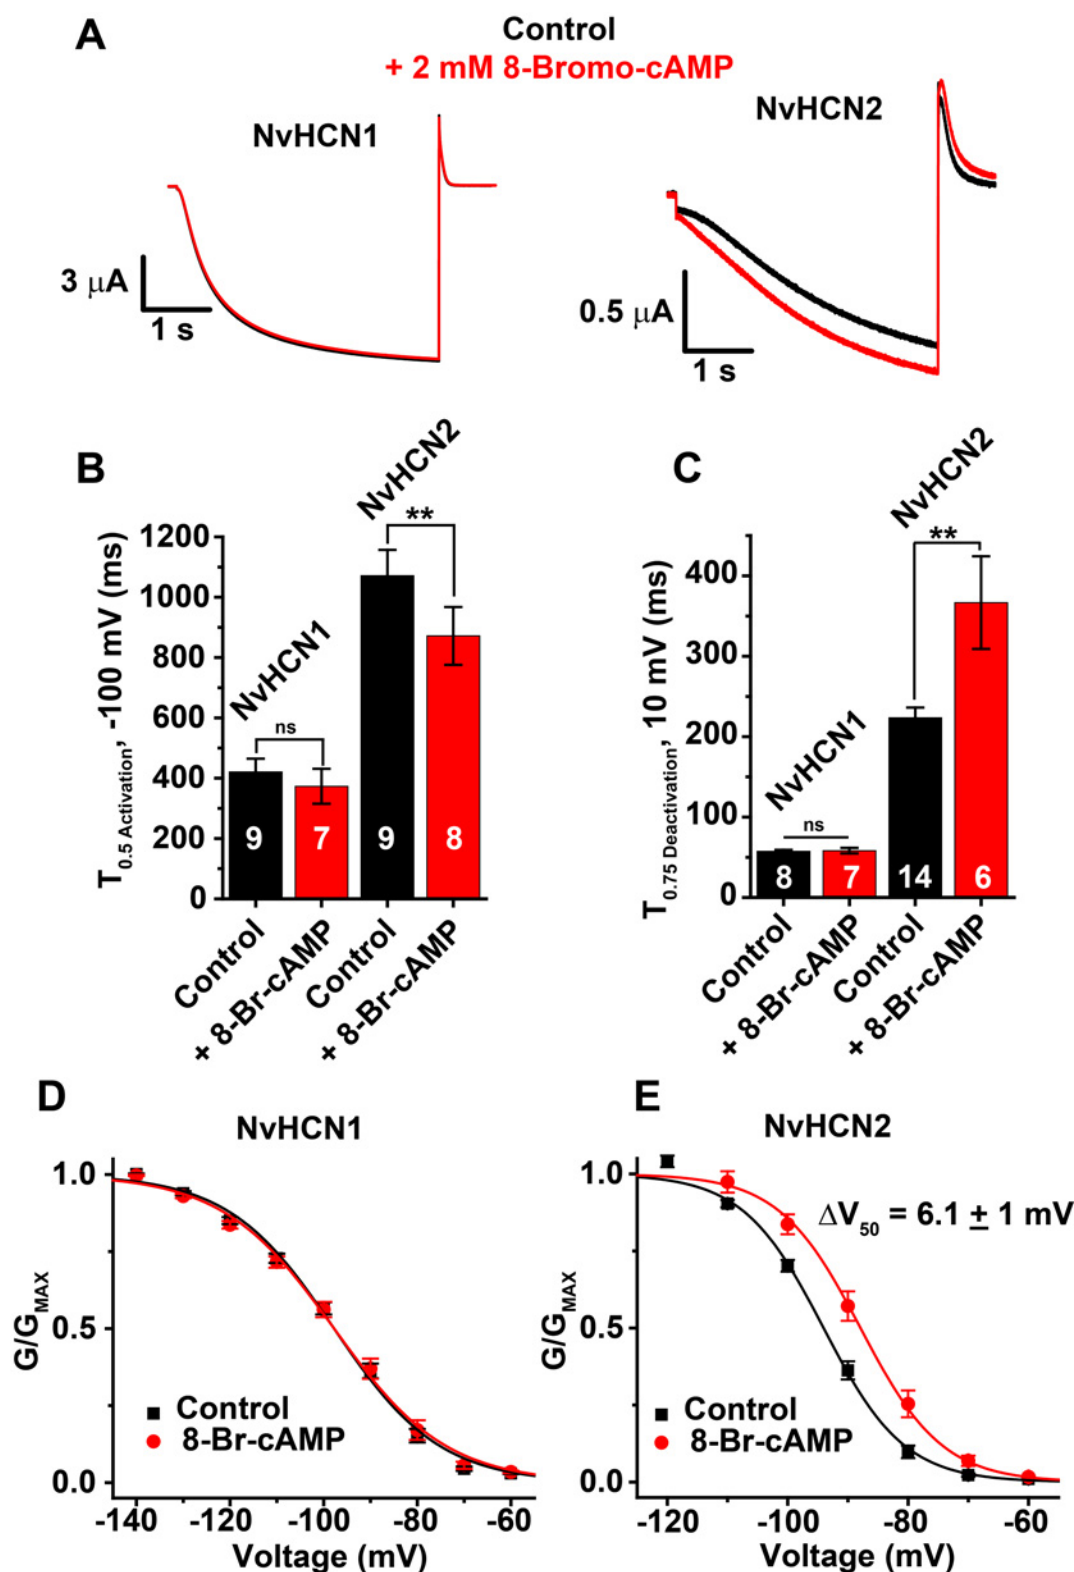 A
Control
+ 2 mM 8-Bromo-cAMP
NvHCN1
NvHCN2
3 μA
1 s
0.5 μA
1 s
B
T0.5 Activation, -100 mV (ms)
1200
1000
800
600
400
200
0
NvHCN1
NvHCN2
ns
**
9
7
9
8
Control
+ 8-Br-cAMP
Control
+ 8-Br-cAMP
C
T0.75 Deactivation, 10 mV (ms)
400
300
200
100
0
NvHCN1
NvHCN2
ns
**
8
7
14
6
Control
+ 8-Br-cAMP
Control
+ 8-Br-cAMP
D
NvHCN1
G/GMAX
1.0
0.5
0.0
Control
8-Br-cAMP
-140 -120 -100 -80 -60
Voltage (mV)
E
NvHCN2
ΔV50 = 6.1 ± 1 mV
G/GMAX
1.0
0.5
0.0
Control
8-Br-cAMP
-120 -100 -80 -60
Voltage (mV)